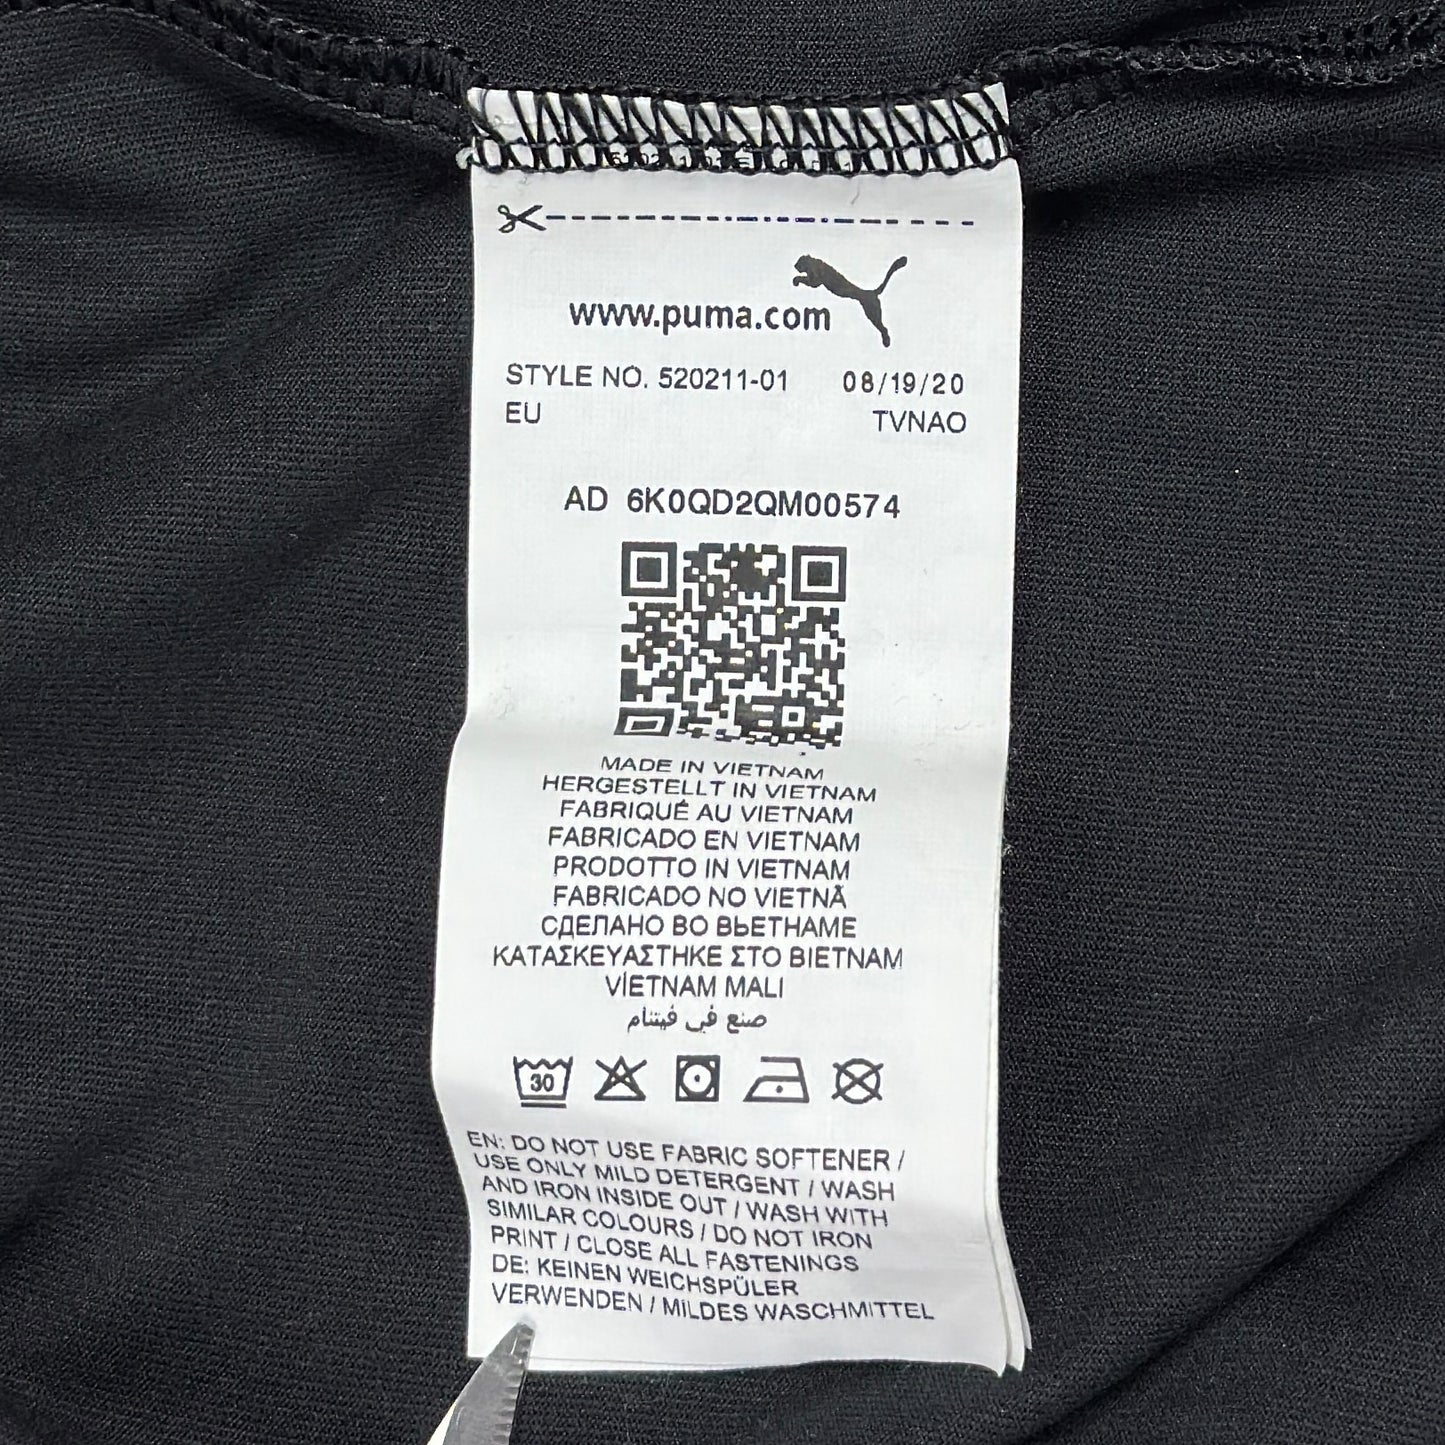 www.puma.com
STYLE NO. 520211-01 08/19/20
EU TVNAO
AD 6K0QD2QM00574
MADE IN VIETNAM
HERGESTELLT IN VIETNAM
FABRIQUÉ AU VIETNAM
FABRICADO EN VIETNAM
PRODOTTO IN VIETNAM
FABRICADO NO VIETNÃ
СДЕЛАНО ВО ВЬЕТНАМЕ
ΚΑΤΑΣΚΕΥΑΣΤΗΚΕ ΣΤΟ ΒΙΕΤΝΑΜ
VİETNAM MALI
صنع في فيتنام
30
EN: DO NOT USE FABRIC SOFTENER /
USE ONLY MILD DETERGENT / WASH
AND IRON INSIDE OUT / WASH WITH
SIMILAR COLOURS / DO NOT IRON
PRINT / CLOSE ALL FASTENINGS
DE: KEINEN WEICHSPÜLER
VERWENDEN / MILDES WASCHMITTEL